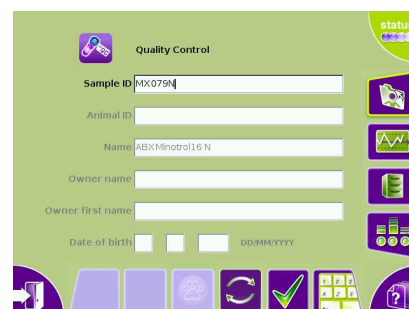 status
Quality Control
Sample ID MX079N
Animal ID
Name ABXMinotrol16 N
Owner name
Owner first name
Date of birth DD/MM/YYYY
?